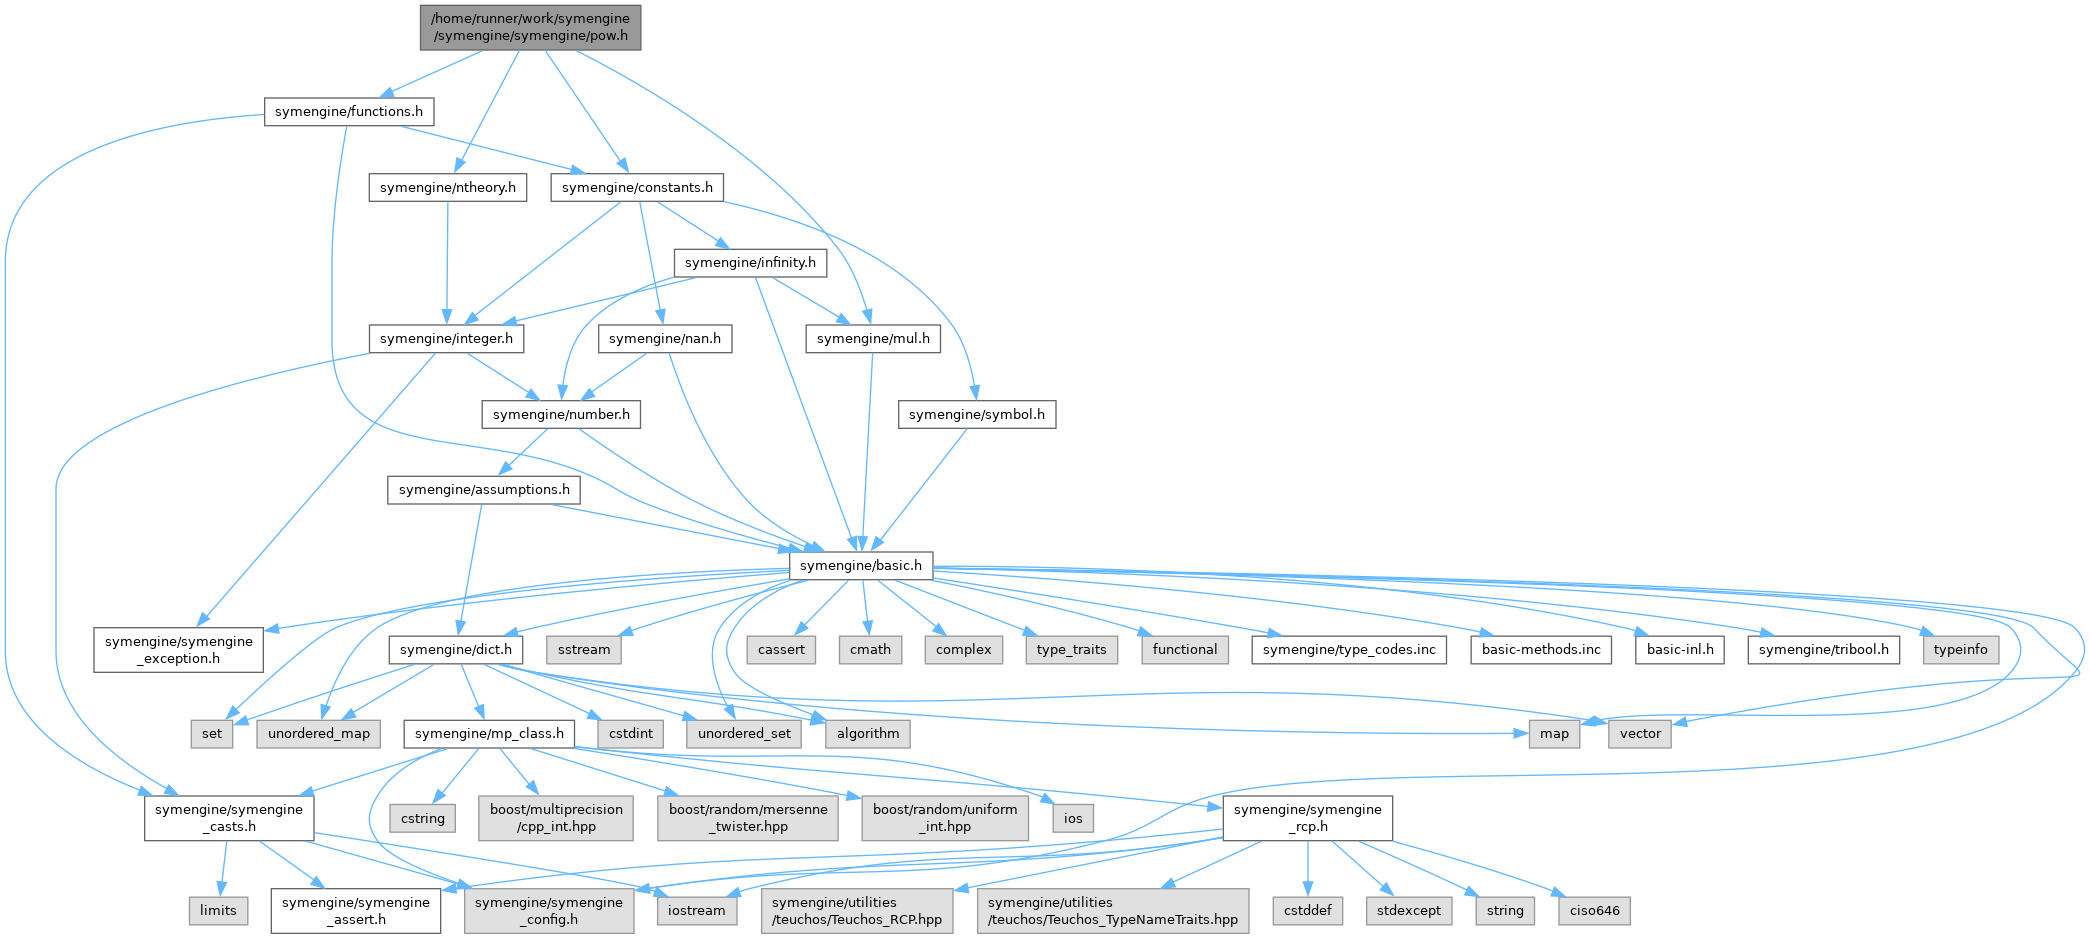 /home/runner/work/symengine
/symengine/symengine/pow.h
symengine/functions.h
symengine/ntheory.h
symengine/constants.h
symengine/infinity.h
symengine/integer.h
symengine/nan.h
symengine/mul.h
symengine/number.h
symengine/symbol.h
symengine/assumptions.h
symengine/basic.h
symengine/symengine
_exception.h
symengine/dict.h
sstream
cassert
cmath
complex
type_traits
functional
symengine/type_codes.inc
basic-methods.inc
basic-inl.h
symengine/tribool.h
typeinfo
set
unordered_map
symengine/mp_class.h
cstdint
unordered_set
algorithm
map
vector
symengine/symengine
_casts.h
cstring
boost/multiprecision
/cpp_int.hpp
boost/random/mersenne
_twister.hpp
boost/random/uniform
_int.hpp
ios
symengine/symengine
_rcp.h
limits
symengine/symengine
_assert.h
symengine/symengine
_config.h
iostream
symengine/utilities
/teuchos/Teuchos_RCP.hpp
symengine/utilities
/teuchos/Teuchos_TypeNameTraits.hpp
cstddef
stdexcept
string
ciso646